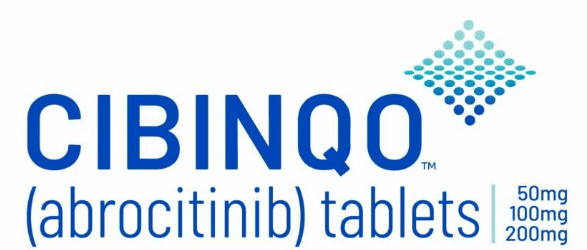 CIBINQO™
(abrocitinib) tablets
50mg
100mg
200mg